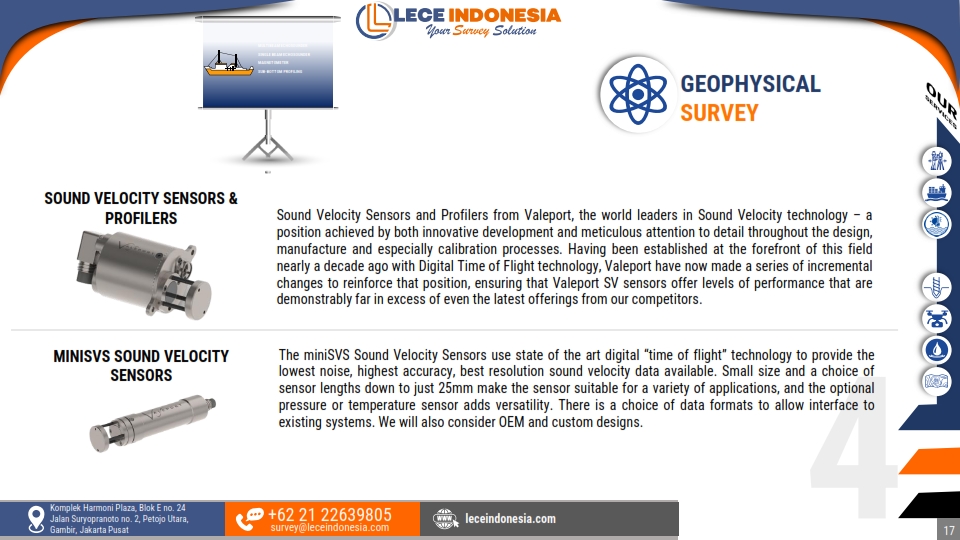 LECE INDONESIA
Your Survey Solution
MAGNETOMETER
SUB-BOTTOM PROFILING
GEOPHYSICAL
SURVEY
OUR
SERVICES
SOUND VELOCITY SENSORS &
PROFILERS
Sound Velocity Sensors and Profilers from Valeport, the world leaders in Sound Velocity technology – a
position achieved by both innovative development and meticulous attention to detail throughout the design,
manufacture and especially calibration processes. Having been established at the forefront of this field
nearly a decade ago with Digital Time of Flight technology, Valeport have now made a series of incremental
changes to reinforce that position, ensuring that Valeport SV sensors offer levels of performance that are
demonstrably far in excess of even the latest offerings from our competitors.
MINISVS SOUND VELOCITY
SENSORS
The miniSVS Sound Velocity Sensors use state of the art digital “time of flight” technology to provide the
lowest noise, highest accuracy, best resolution sound velocity data available. Small size and a choice of
sensor lengths down to just 25mm make the sensor suitable for a variety of applications, and the optional
pressure or temperature sensor adds versatility. There is a choice of data formats to allow interface to
existing systems. We will also consider OEM and custom designs.
4
Komplek Harmoni Plaza, Blok E no. 24
Jalan Suryopranoto no. 2, Petojo Utara,
Gambir, Jakarta Pusat
+62 21 22639805
survey@leceindonesia.com
leceindonesia.com
17